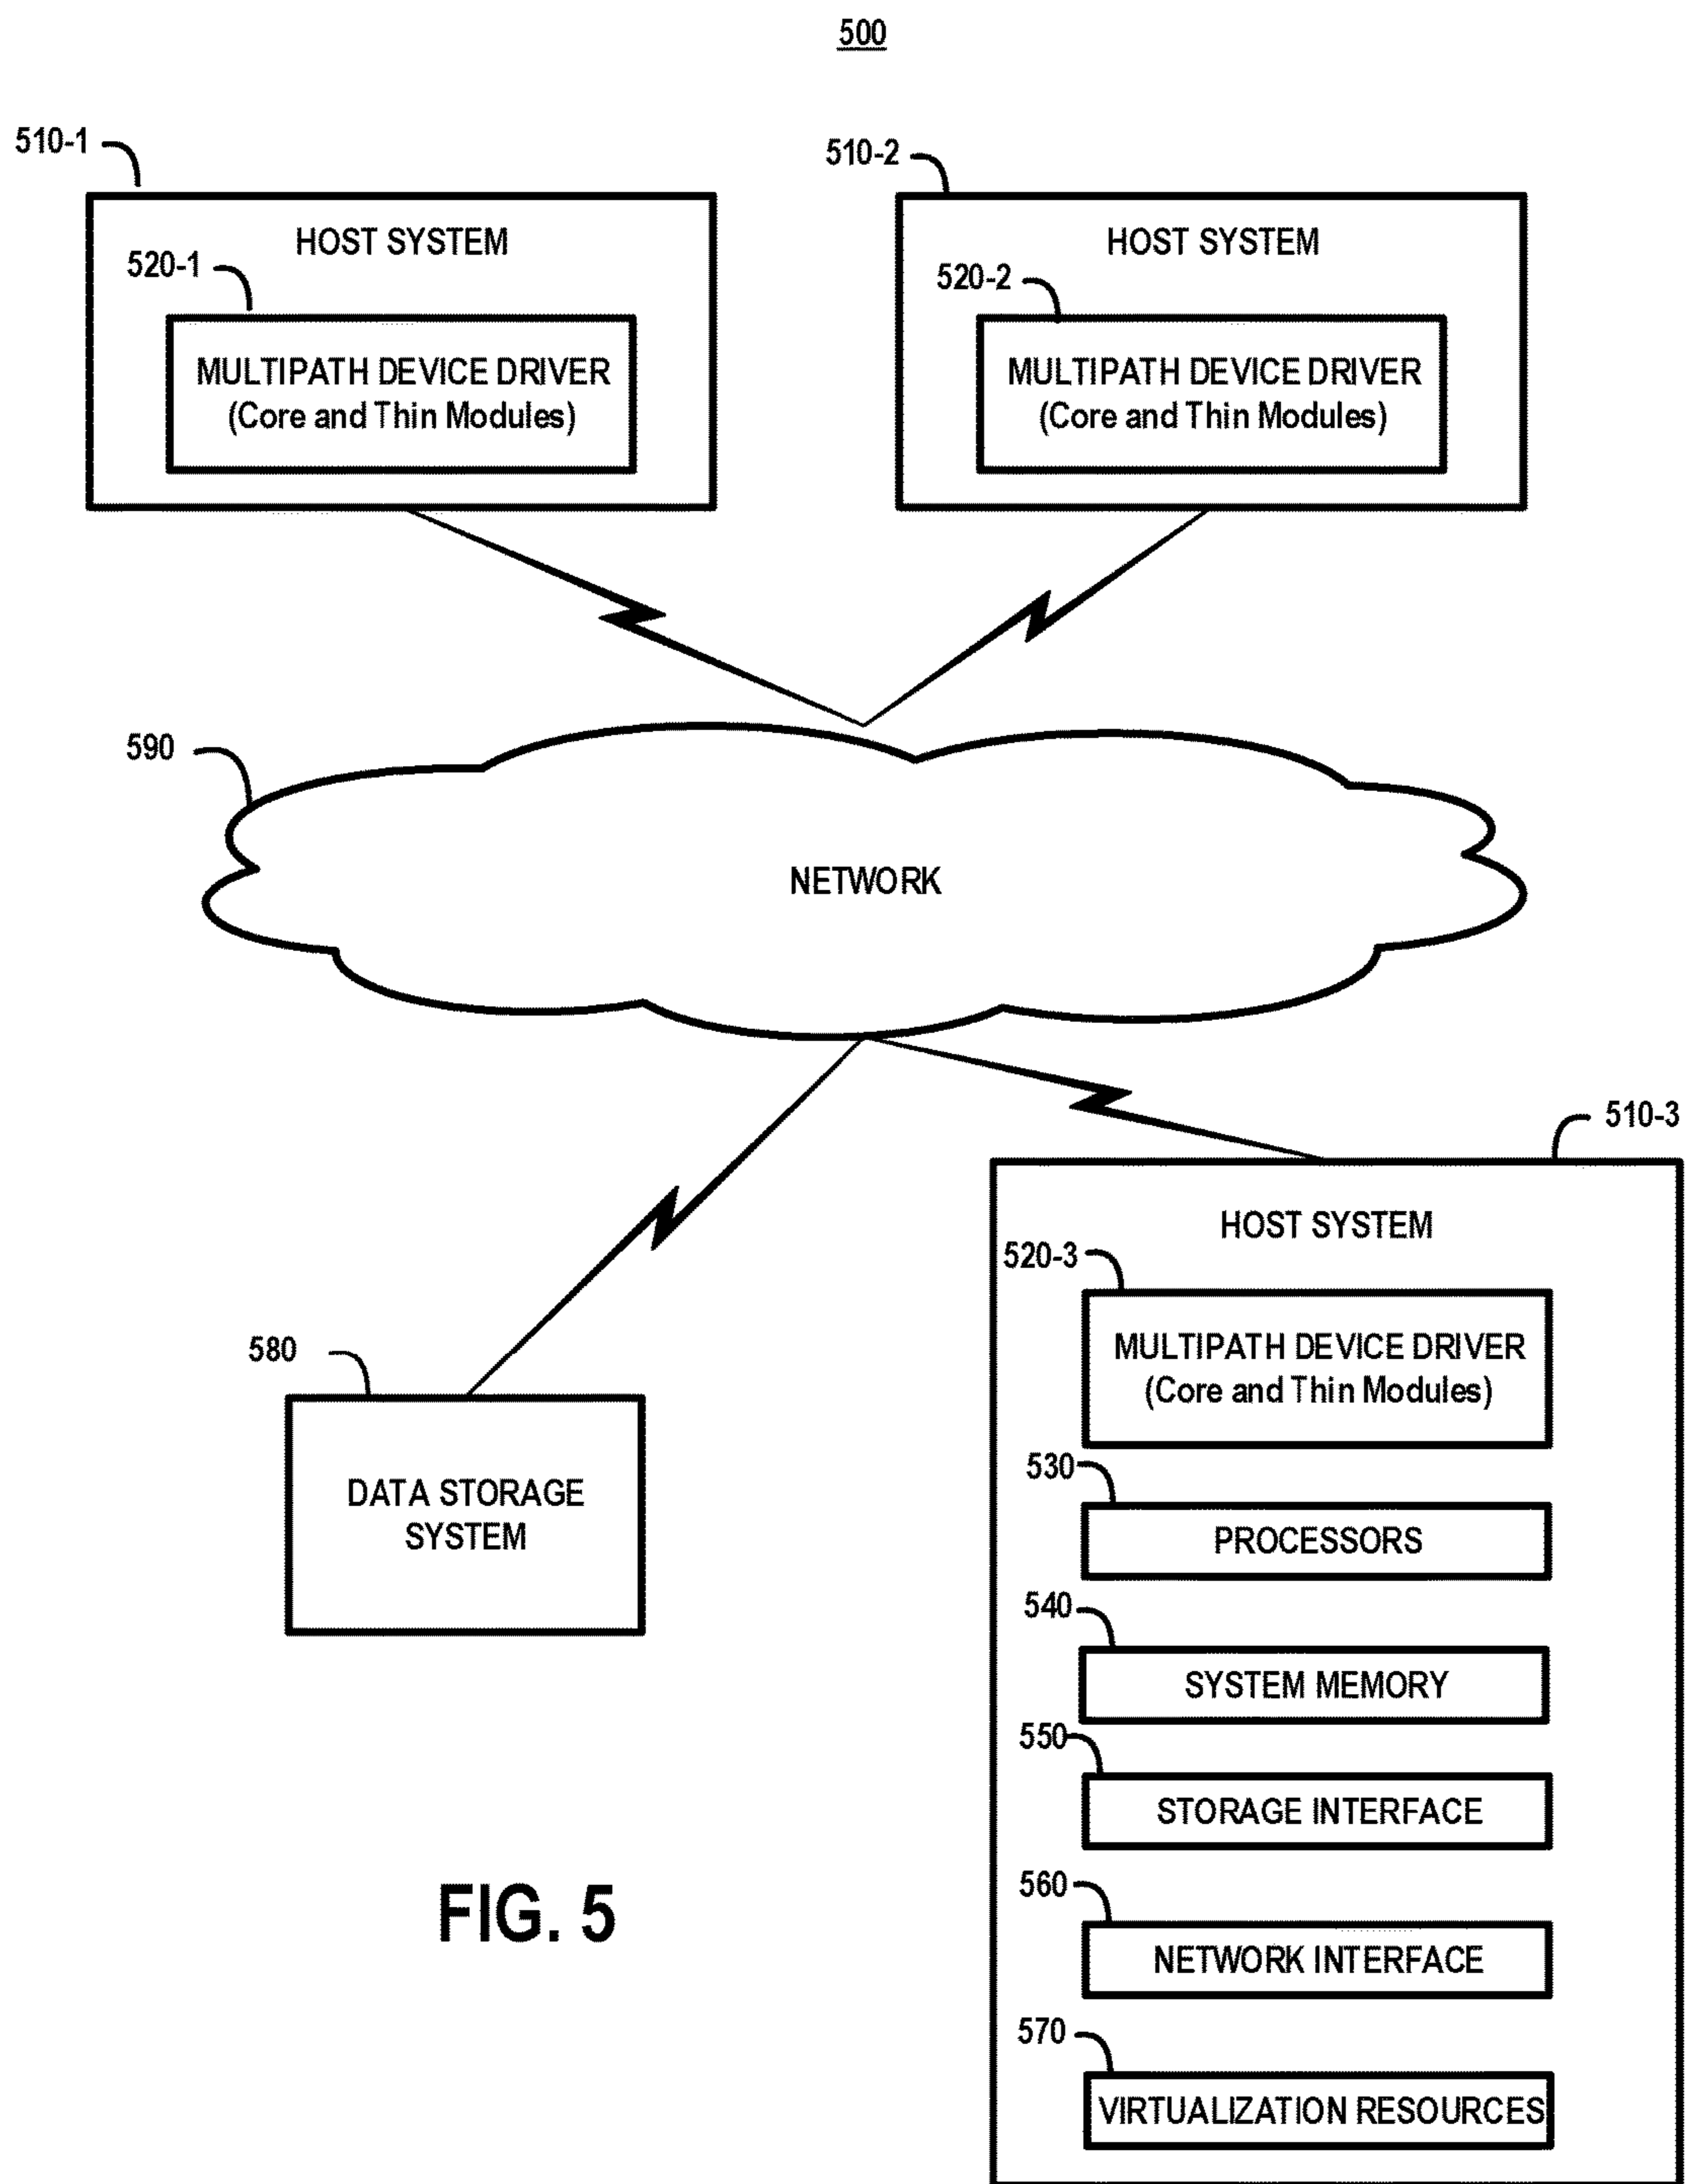 500
510-1
510-2
HOST SYSTEM
520-1
MULTIPATH DEVICE DRIVER
(Core and Thin Modules)
HOST SYSTEM
520-2
MULTIPATH DEVICE DRIVER
(Core and Thin Modules)
590
NETWORK
580
DATA STORAGE
SYSTEM
510-3
HOST SYSTEM
520-3
MULTIPATH DEVICE DRIVER
(Core and Thin Modules)
530
PROCESSORS
540
SYSTEM MEMORY
550
STORAGE INTERFACE
560
NETWORK INTERFACE
570
VIRTUALIZATION RESOURCES
FIG. 5